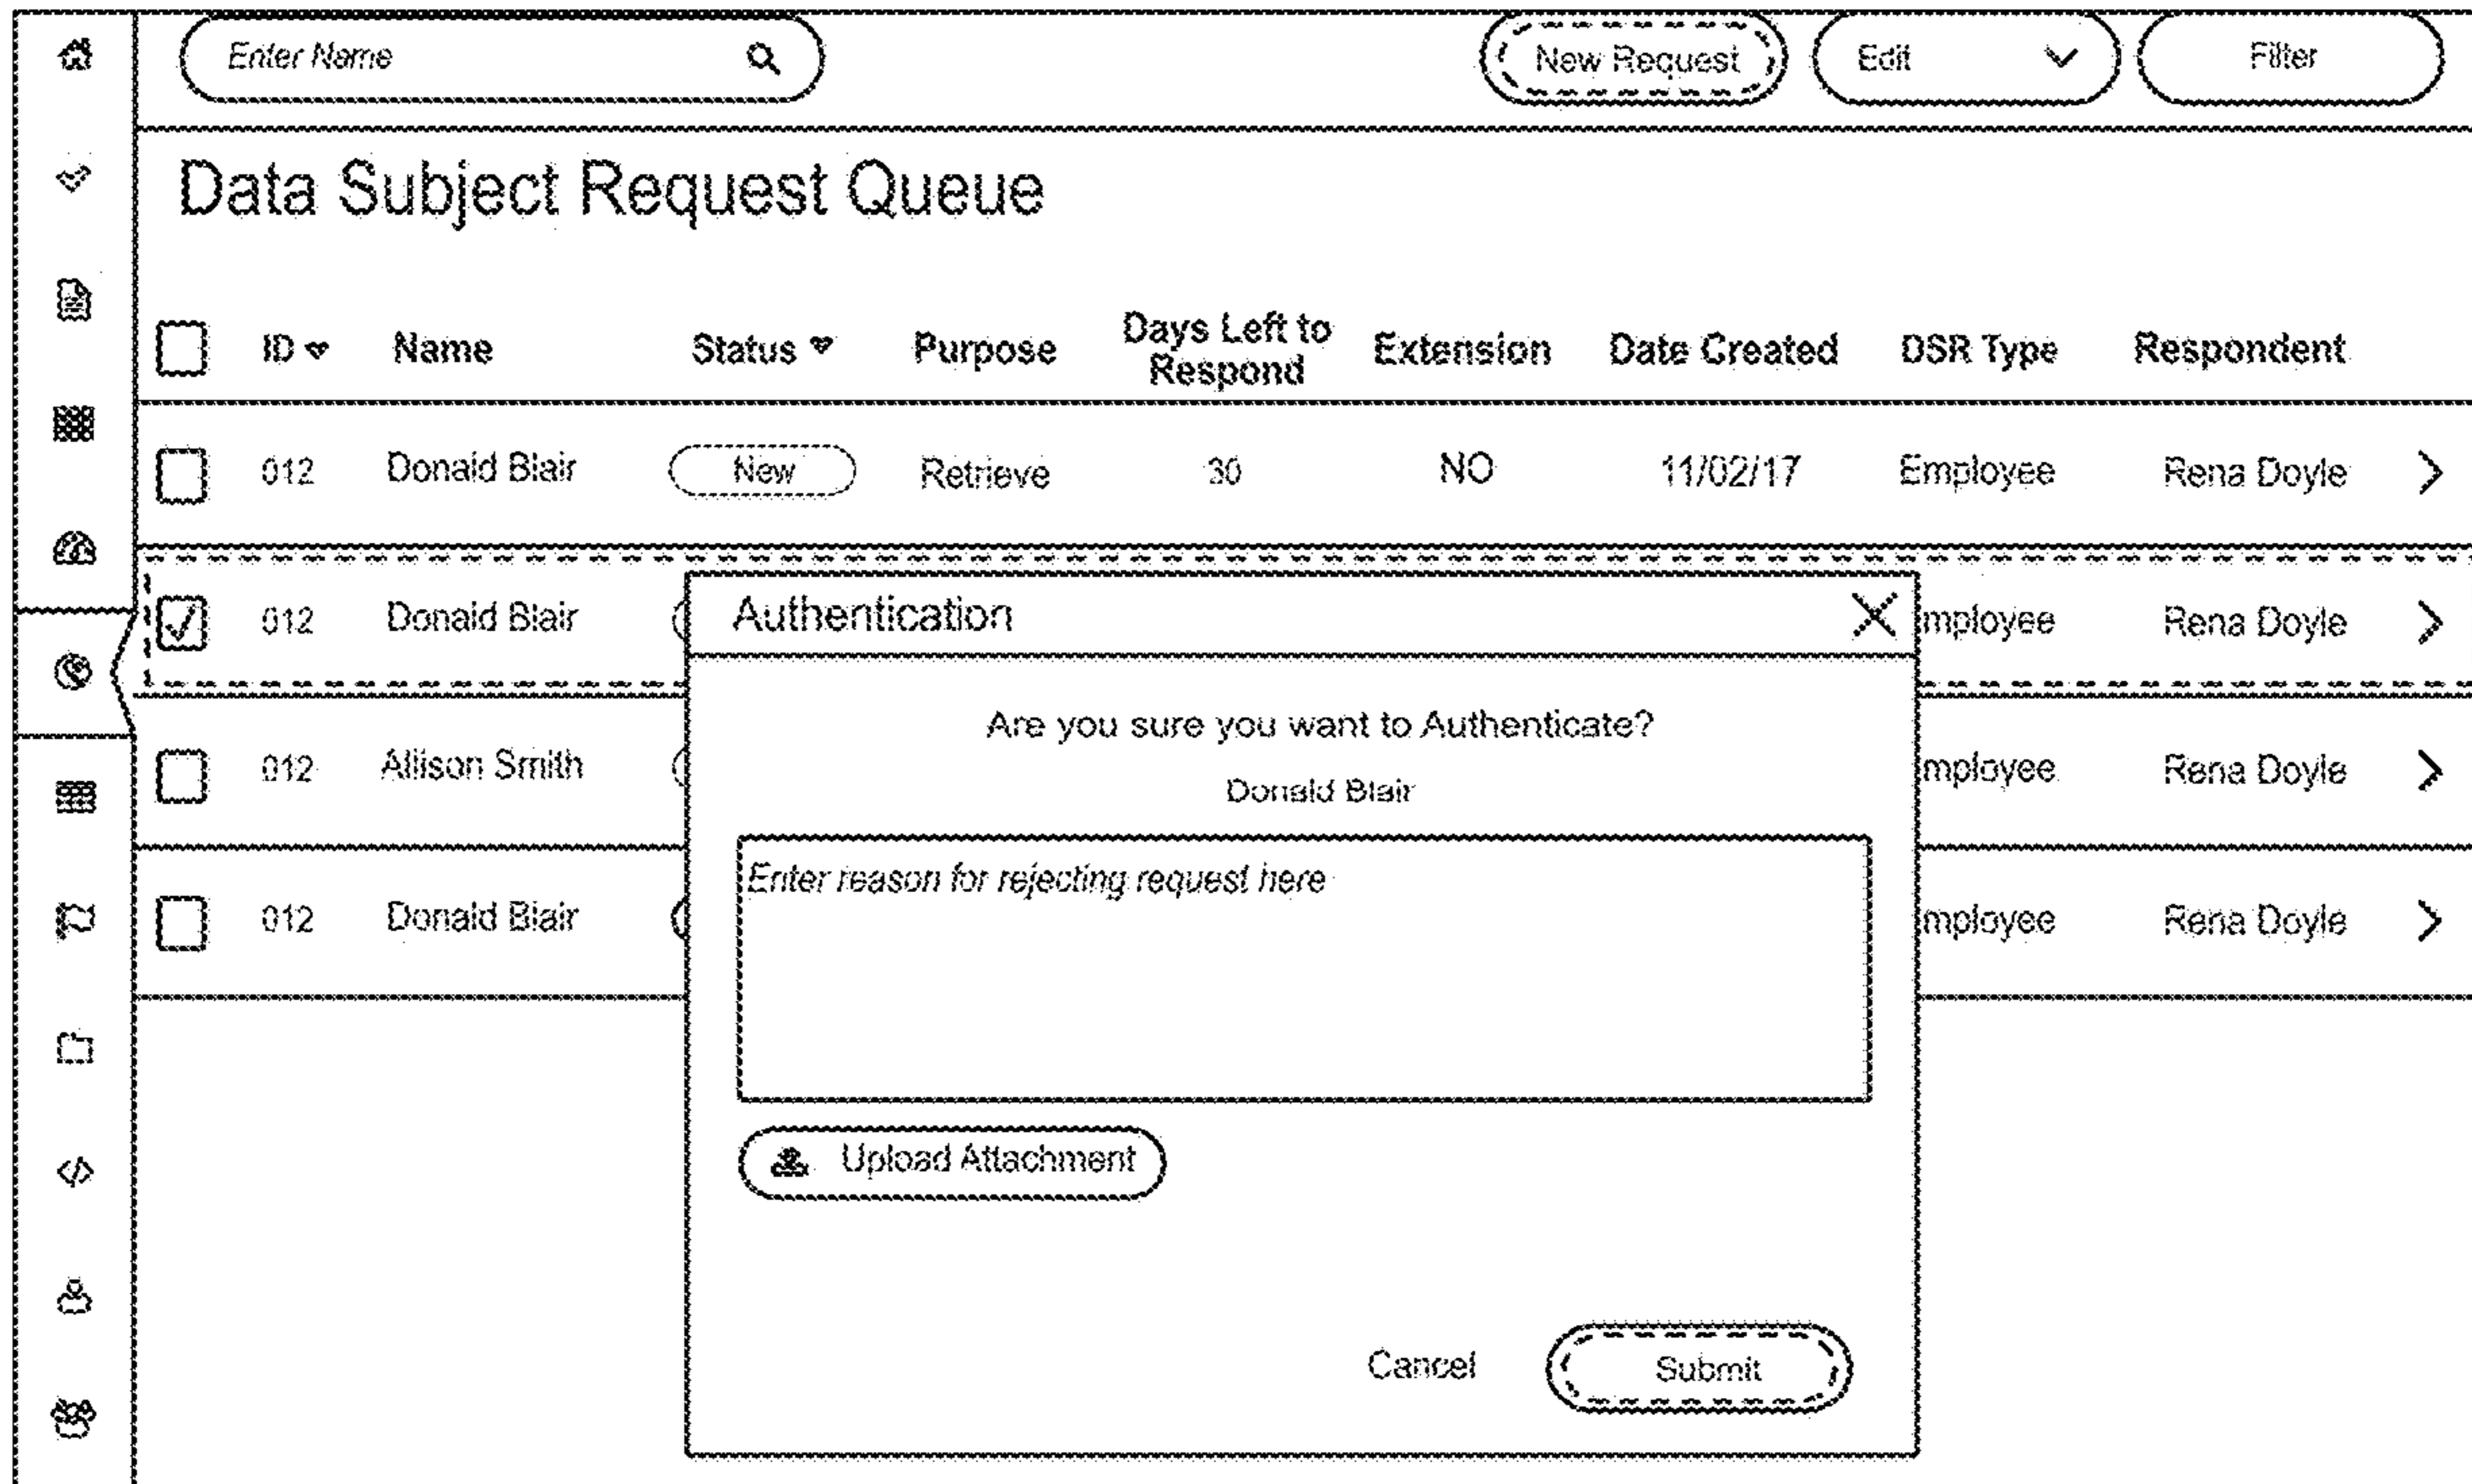 Enter Name New Request Edit Filter
Data Subject Request Queue
ID Name Status Purpose Days Left to Respond Extension Date Created DSR Type Respondent
012 Donald Blair New Retrieve 30 NO 11/02/17 Employee Rena Doyle
012 Donald Blair mployee Rena Doyle
012 Allison Smith mployee Rena Doyle
012 Donald Blair mployee Rena Doyle
Authentication
Are you sure you want to Authenticate?
Donald Blair
Enter reason for rejecting request here
Upload Attachment
Cancel Submit